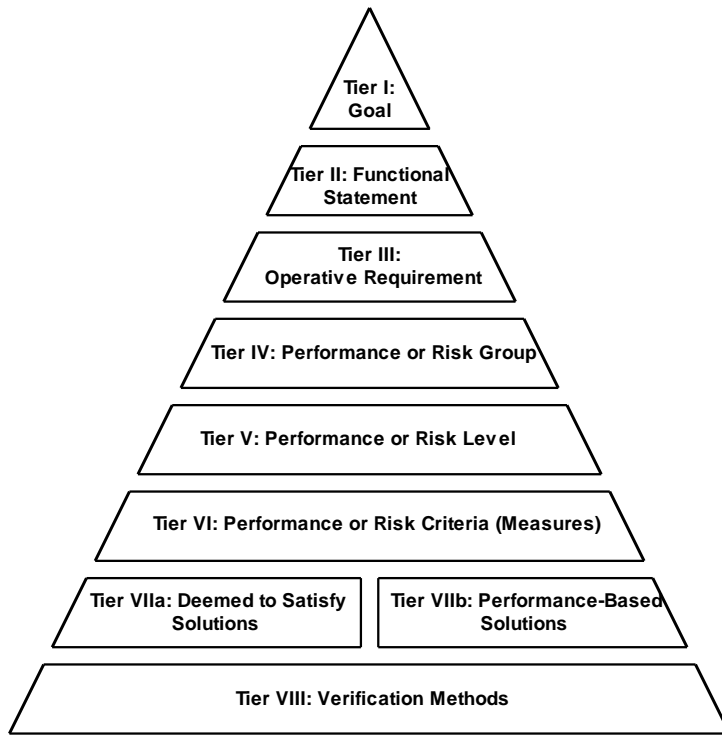 Tier I:
Goal
Tier II: Functional
Statement
Tier III:
Operative Requirement
Tier IV: Performance or Risk Group
Tier V: Performance or Risk Level
Tier VI: Performance or Risk Criteria (Measures)
Tier VIIa: Deemed to Satisfy
Solutions
Tier VIIb: Performance-Based
Solutions
Tier VIII: Verification Methods